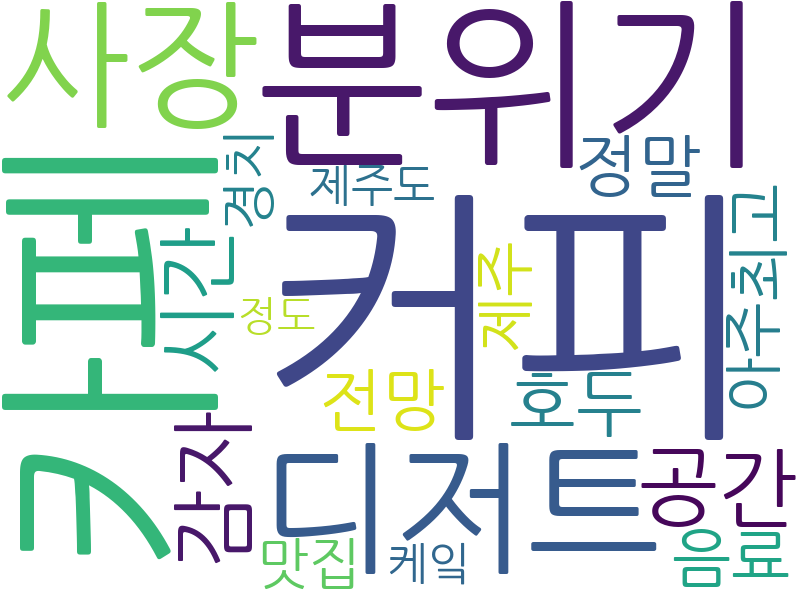 사장
분위기
카페
경치
제주도
정말
시간
커피
제주
아주최고
정도
전망
호두
감자
디저트
공간
맛집
케익
음료